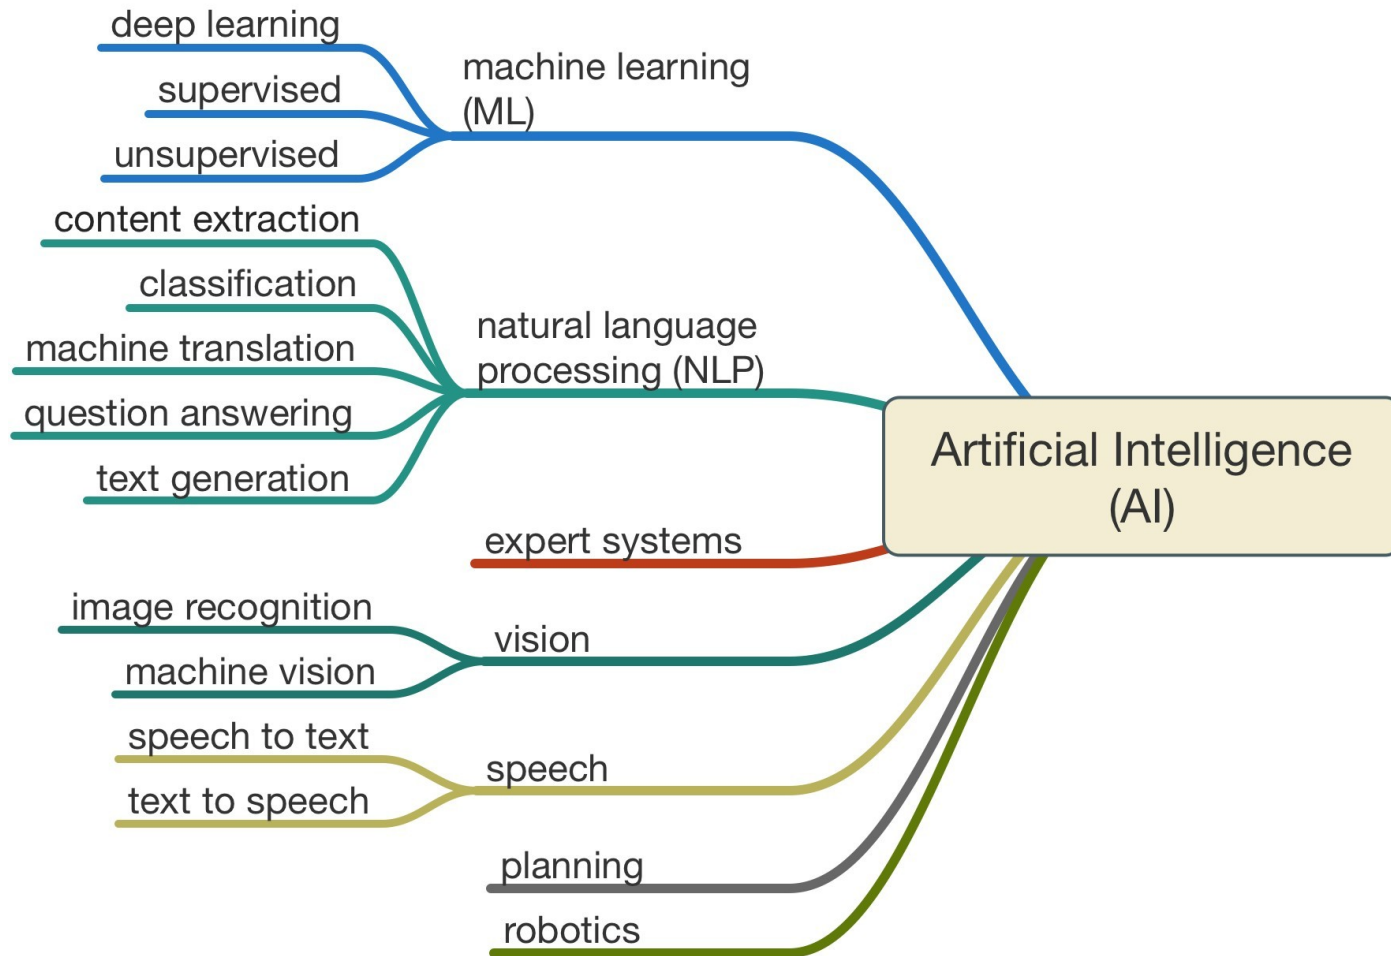 deep learning
supervised
unsupervised
machine learning
(ML)
content extraction
classification
machine translation
question answering
text generation
natural language
processing (NLP)
expert systems
image recognition
machine vision
vision
speech to text
text to speech
speech
planning
robotics
Artificial Intelligence
(AI)